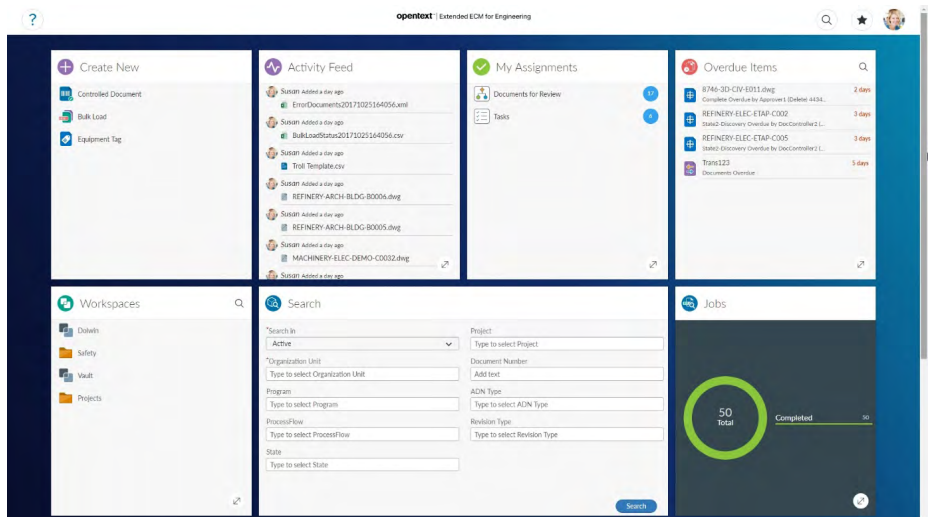 ?
opentext™ | Extended ECM for Engineering
Create New
Controlled Document
Bulk Load
Equipment Tag
Activity Feed
Susan Added a day ago
ErrorDocuments20171025164056.xml
Susan Added a day ago
BulkLoadStatus20171025164056.csv
Susan Added a day ago
Troll Template.csv
Susan Added a day ago
REFINERY-ARCH-BLDG-B0006.dwg
Susan Added a day ago
REFINERY-ARCH-BLDG-B0005.dwg
Susan Added a day ago
MACHINERY-ELEC-DEMO-C0032.dwg
Susan Added a day ago
My Assignments
Documents for Review 17
Tasks
Overdue Items
8746-3D-CIV-E011.dwg 2 days
Complete Overdue by Approver1 (Delete) 4434...
REFINERY-ELEC-ETAP-C002 3 days
State2-Discovery Overdue by DocController2 (...
REFINERY-ELEC-ETAP-C005 3 days
State2-Discovery Overdue by DocController2 (...
Trans123 5 days
Documents Overdue
Workspaces
Dolwin
Safety
Vault
Projects
Search
*Search in
Active
*Organization Unit
Type to select Organization Unit
Program
Type to select Program
ProcessFlow
Type to select ProcessFlow
State
Type to select State
Project
Type to select Project
Document Number
Add text
ADN Type
Type to select ADN Type
Revision Type
Type to select Revision Type
Search
Jobs
50
Total
Completed 50